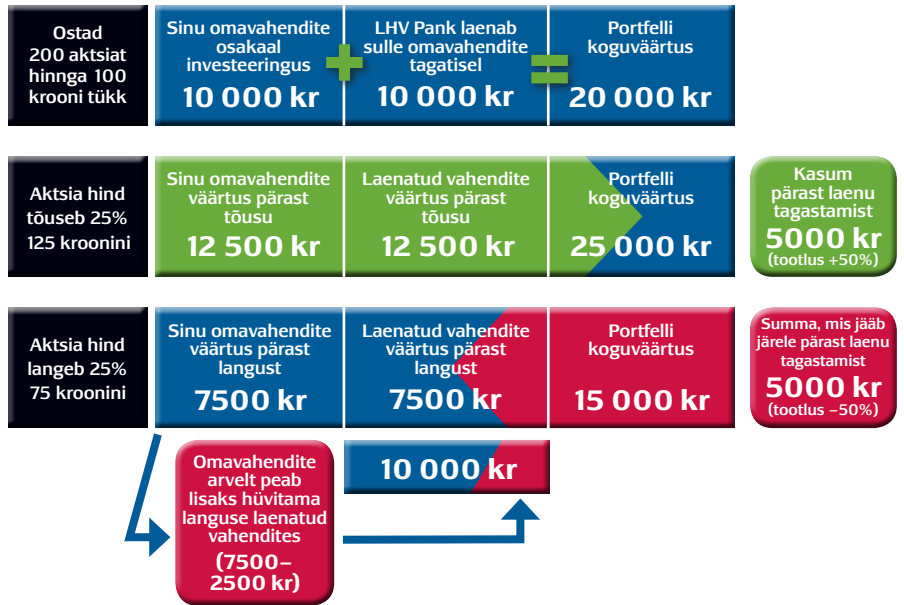 Ostad
200 aktsiat
hinnga 100
krooni tükk
Sinu omavahendite
osakaal
investeeringus
10 000 kr
+
LHV Pank laenab
sulle omavahendite
tagatisel
10 000 kr
=
Portfelli
koguväärtus
20 000 kr
Aktsia hind
tõuseb 25%
125 kroonini
Sinu omavahendite
väärtus pärast
tõusu
12 500 kr
Laenatud vahendite
väärtus pärast
tõusu
12 500 kr
Portfelli
koguväärtus
25 000 kr
Kasum
pärast laenu
tagastamist
5000 kr
(tootlus +50%)
Aktsia hind
langeb 25%
75 kroonini
Sinu omavahendite
väärtus pärast
langust
7500 kr
Laenatud vahendite
väärtus pärast
langust
7500 kr
Portfelli
koguväärtus
15 000 kr
Summa, mis jääb
järele pärast laenu
tagastamist
5000 kr
(tootlus –50%)
Omavahendite
arvelt peab
lisaks hüvitama
languse laenatud
vahendites
(7500–
2500 kr)
10 000 kr